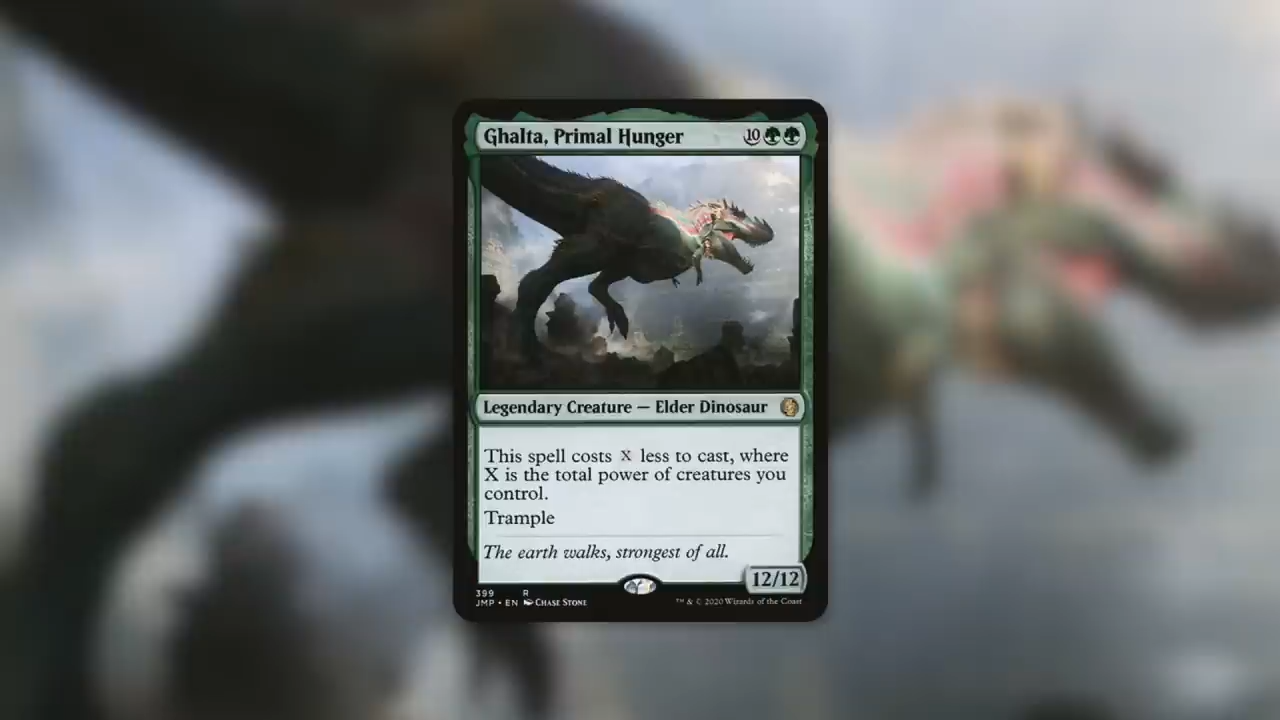 Ghalta, Primal Hunger 10
Legendary Creature — Elder Dinosaur
This spell costs X less to cast, where
X is the total power of creatures you
control.
Trample
The earth walks, strongest of all.
12/12
399 R
JMP • EN Chase Stone
™ & © 2020 Wizards of the Coast